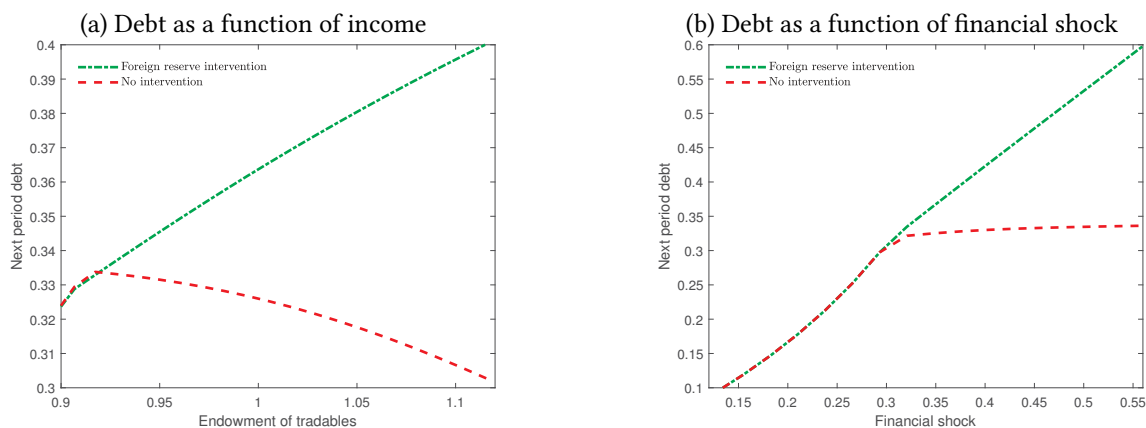 (a) Debt as a function of income
0.4
0.39
0.38
0.37
0.36
0.35
0.34
0.33
0.32
0.31
0.3
Next period debt
Foreign reserve intervention
No intervention
0.9 0.95 1 1.05 1.1
Endowment of tradables
(b) Debt as a function of financial shock
0.6
0.55
0.5
0.45
0.4
0.35
0.3
0.25
0.2
0.15
0.1
Next period debt
Foreign reserve intervention
No intervention
0.15 0.2 0.25 0.3 0.35 0.4 0.45 0.5 0.55
Financial shock